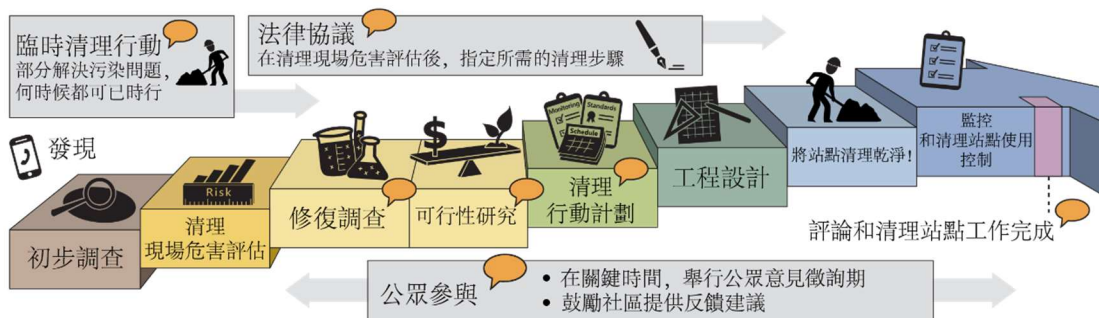 臨時清理行動
部分解決污染問題,
何時候都可已時行
法律協議
在清理現場危害評估後，指定所需的清理步驟
發現
初步調查
Risk
清理
現場危害評估
修復調查
$
可行性研究
Monitoring
Standards
Schedule
清理
行動計劃
工程設計
將站點清理乾淨!
監控
和清理站點使用
控制
評論和清理站點工作完成
公眾參與
• 在關鍵時間，舉行公眾意見徵詢期
• 鼓勵社區提供反饋建議